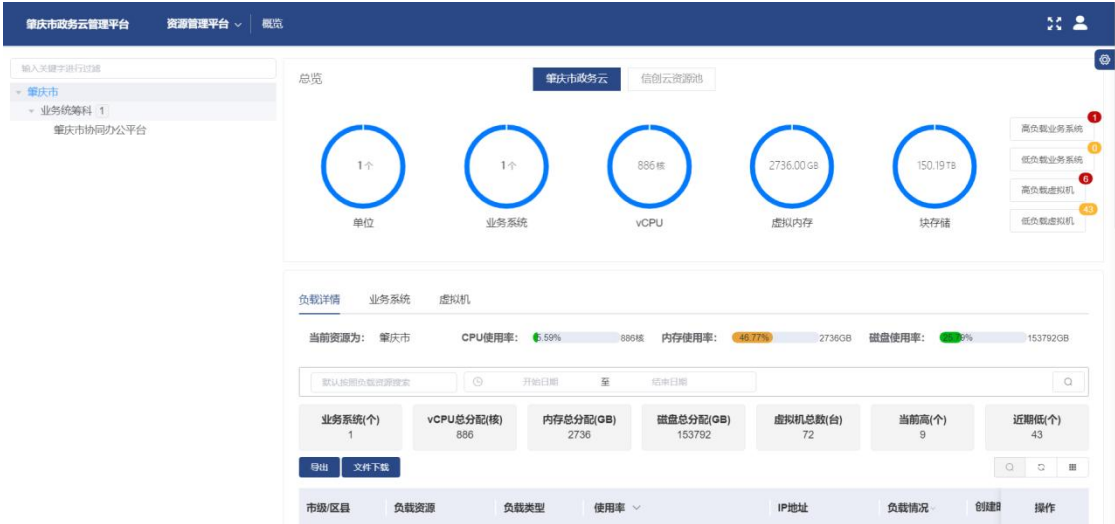 肇庆市政务云管理平台 资源管理平台 概览
输入关键字进行过滤
肇庆市
业务统筹科 1
肇庆市协同办公平台
总览 肇庆市政务云 信创云资源池
1个 1个 886核 2736.00GB 150.19TB
单位 业务系统 vCPU 虚拟内存 块存储
高负载业务系统 1
低负载业务系统 0
高负载虚拟机 6
低负载虚拟机 43
负载详情 业务系统 虚拟机
当前资源为: 肇庆市 CPU使用率: 5.59% 886核 内存使用率: 46.77% 2736GB 磁盘使用率: 153792GB
默认按照负载资源搜索 开始日期 至 结束日期
业务系统(个) vCPU总分配(核) 内存总分配(GB) 磁盘总分配(GB) 虚拟机总数(台) 当前高(个) 近期低(个)
1 886 2736 153792 72 9 43
导出 文件下载
市级/区县 负载资源 负载类型 使用率 IP地址 负载情况 创建时 操作